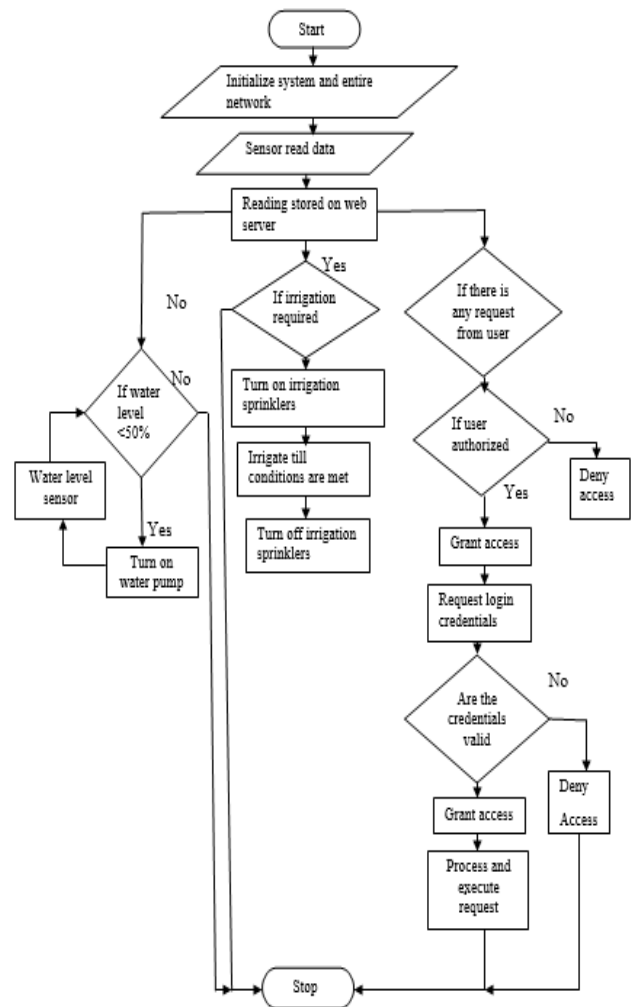 Start
Initialize system and entire
network
Sensor read data
Reading stored on web
server
Yes
No
If irrigation
required
If there is
any request
from user
If water
level
<50%
No
Turn on irrigation
sprinklers
If user
authorized
No
Water level
sensor
Irrigate till
conditions are met
Deny
access
Yes
Yes
Turn off irrigation
sprinklers
Turn on
water pump
Grant access
Request login
credentials
No
Are the
credentials
valid
Deny
Access
Grant access
Process and
execute
request
Stop